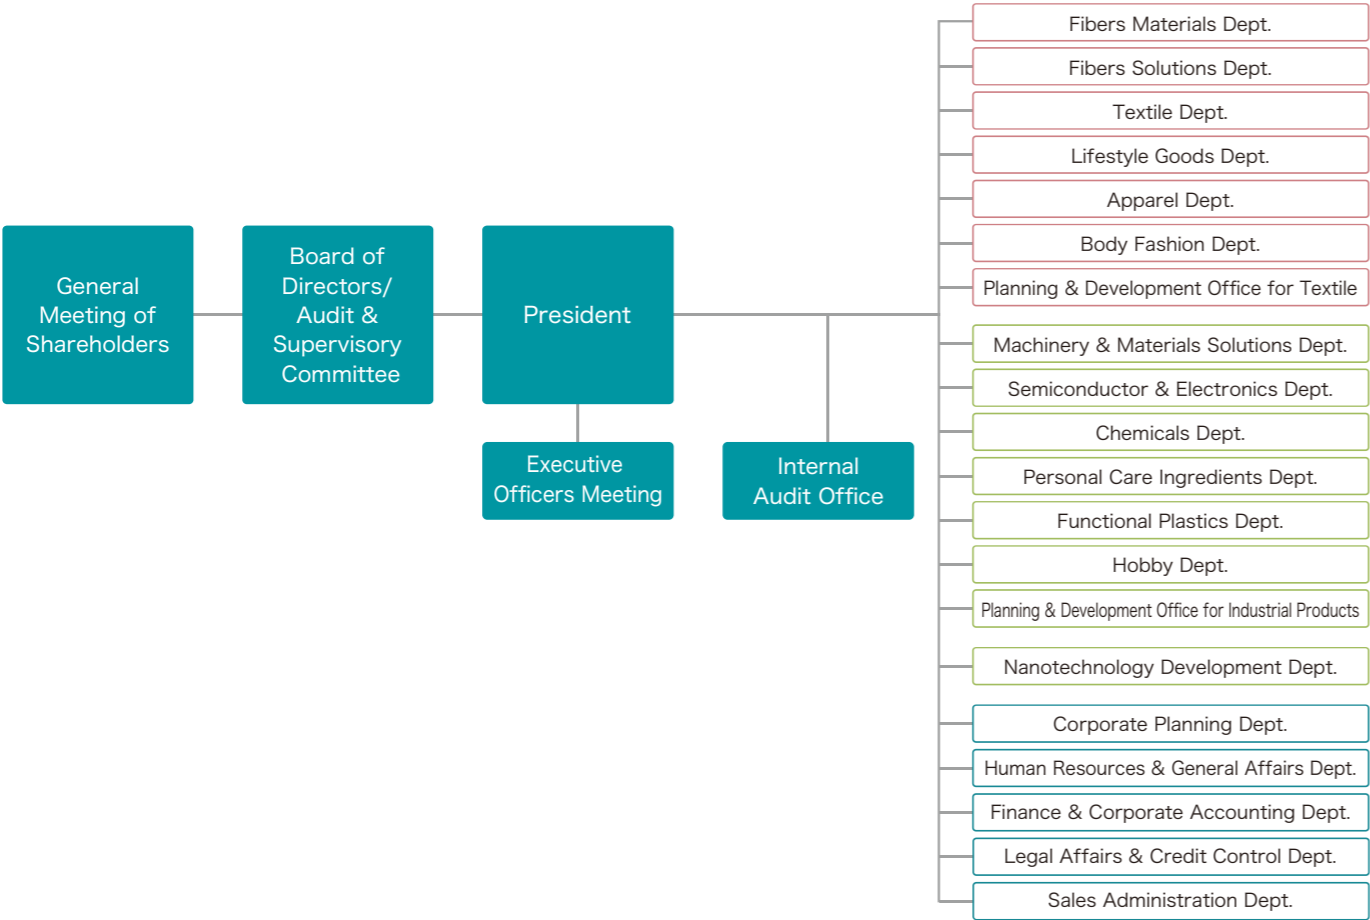 General
Meeting of
Shareholders
Board of
Directors/
Audit &
Supervisory
Committee
President
Executive
Officers Meeting
Internal
Audit Office
Fibers Materials Dept.
Fibers Solutions Dept.
Textile Dept.
Lifestyle Goods Dept.
Apparel Dept.
Body Fashion Dept.
Planning & Development Office for Textile
Machinery & Materials Solutions Dept.
Semiconductor & Electronics Dept.
Chemicals Dept.
Personal Care Ingredients Dept.
Functional Plastics Dept.
Hobby Dept.
Planning & Development Office for Industrial Products
Nanotechnology Development Dept.
Corporate Planning Dept.
Human Resources & General Affairs Dept.
Finance & Corporate Accounting Dept.
Legal Affairs & Credit Control Dept.
Sales Administration Dept.